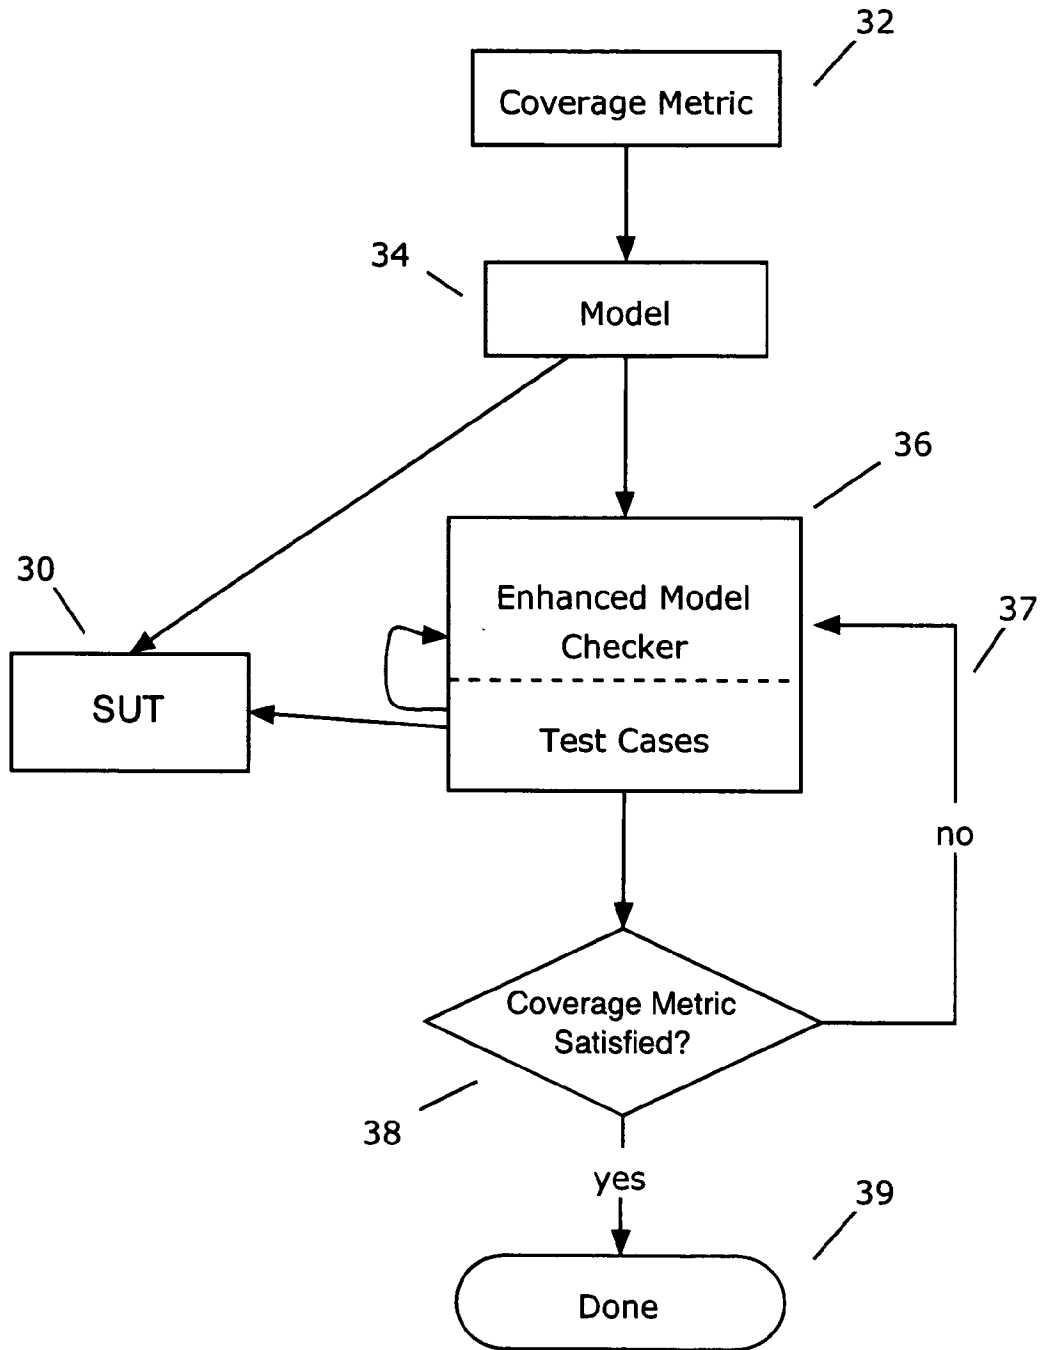 32
Coverage Metric
34
Model
36
30
Enhanced Model
Checker
37
SUT
Test Cases
no
Coverage Metric
Satisfied?
38
yes
39
Done